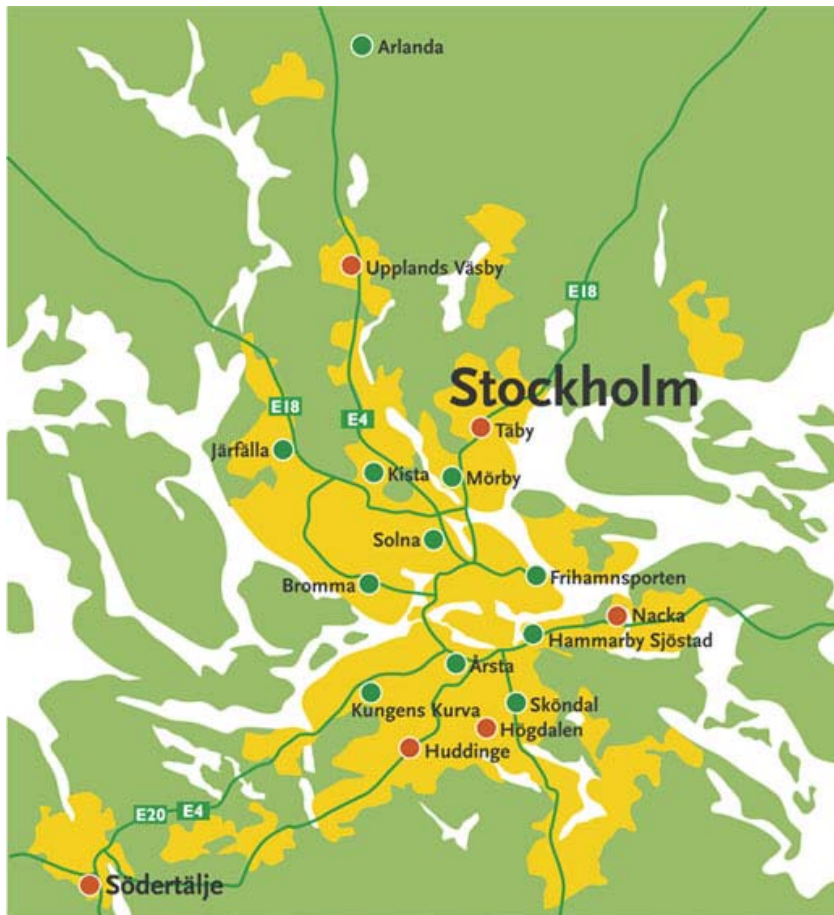 Arlanda
Upplands Väsby
E18
Stockholm
E18
E4
Täby
Järfälla
Kista
Mörby
Solna
Bromma
Frihamnsporten
Nacka
Hammarby Sjöstad
Årsta
Kungens Kurva
Sköndal
Högdalen
Huddinge
E20
E4
Södertälje